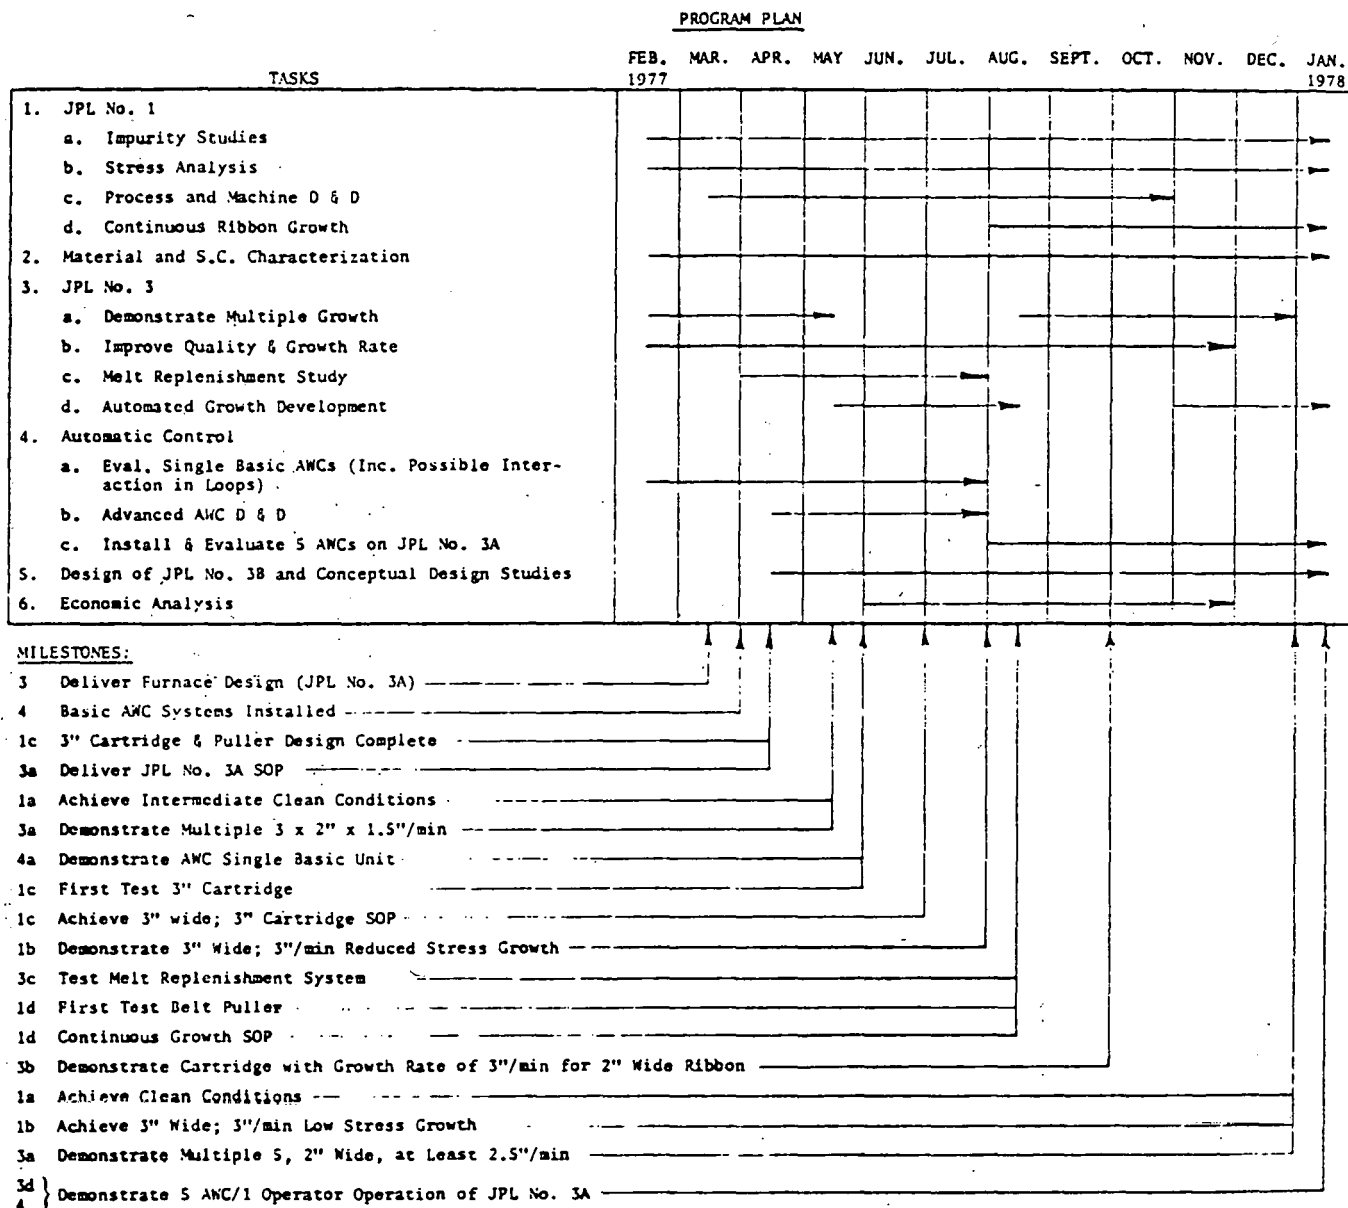 PROGRAM PLAN
TASKS
FEB. MAR. APR. MAY JUN. JUL. AUG. SEPT. OCT. NOV. DEC. JAN.
1977 1978
1. JPL No. 1
a. Impurity Studies
b. Stress Analysis
c. Process and Machine D & D
d. Continuous Ribbon Growth
2. Material and S.C. Characterization
3. JPL No. 3
a. Demonstrate Multiple Growth
b. Improve Quality & Growth Rate
c. Melt Replenishment Study
d. Automated Growth Development
4. Automatic Control
a. Eval. Single Basic AWCs (Inc. Possible Inter-
action in Loops)
b. Advanced AWC D & D
c. Install & Evaluate 5 AWCs on JPL No. 3A
5. Design of JPL No. 3B and Conceptual Design Studies
6. Economic Analysis
MILESTONES:
3 Deliver Furnace Design (JPL No. 3A)
4 Basic AWC Systems Installed
1c 3" Cartridge & Puller Design Complete
3a Deliver JPL No. 3A SOP
1a Achieve Intermediate Clean Conditions
3a Demonstrate Multiple 3 x 2" x 1.5"/min
4a Demonstrate AWC Single Basic Unit
1c First Test 3" Cartridge
1c Achieve 3" wide; 3" Cartridge SOP
1b Demonstrate 3" Wide; 3"/min Reduced Stress Growth
3c Test Melt Replenishment System
1d First Test Belt Puller
1d Continuous Growth SOP
3b Demonstrate Cartridge with Growth Rate of 3"/min for 2" Wide Ribbon
1a Achieve Clean Conditions
1b Achieve 3" Wide; 3"/min Low Stress Growth
3a Demonstrate Multiple 5, 2" Wide, at Least 2.5"/min
3d
4 } Demonstrate 5 AWC/1 Operator Operation of JPL No. 3A